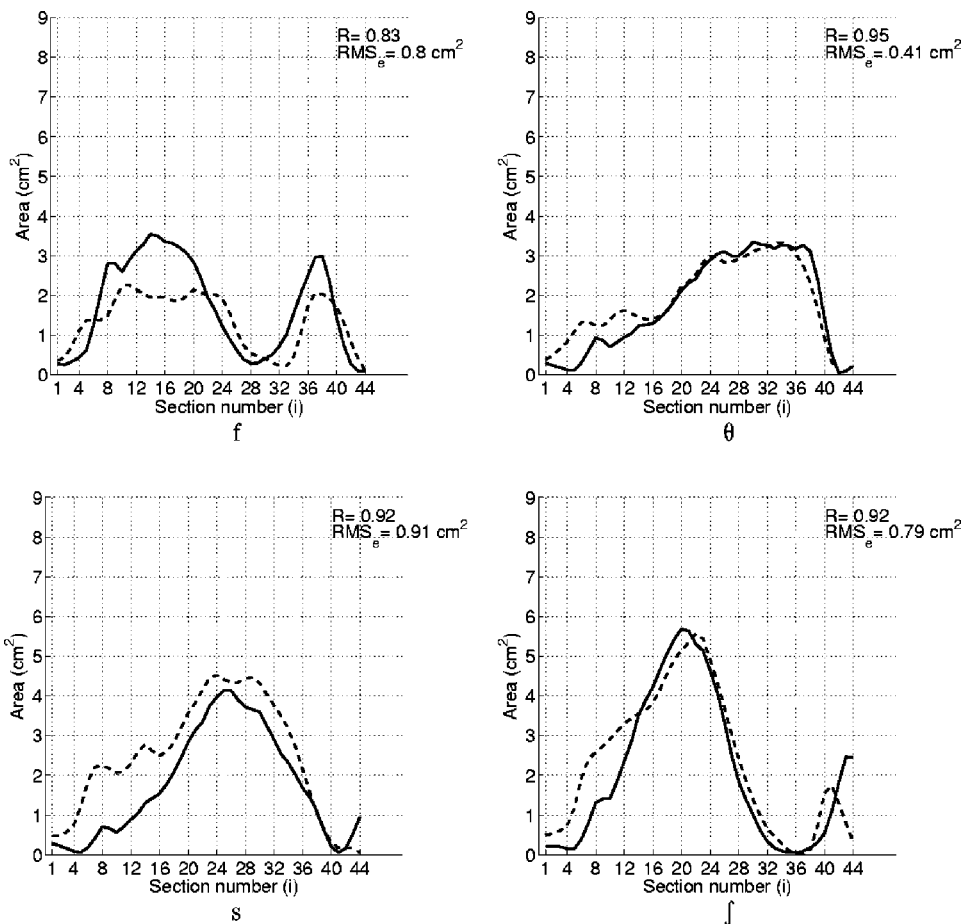 R= 0.83
RMSₑ= 0.8 cm²
9
8
7
6
5
4
3
2
1
0
Area (cm²)
1 4 8 12 16 20 24 28 32 36 40 44
Section number (i)
f
R= 0.95
RMSₑ= 0.41 cm²
9
8
7
6
5
4
3
2
1
0
Area (cm²)
1 4 8 12 16 20 24 28 32 36 40 44
Section number (i)
θ
R= 0.92
RMSₑ= 0.91 cm²
9
8
7
6
5
4
3
2
1
0
Area (cm²)
1 4 8 12 16 20 24 28 32 36 40 44
Section number (i)
s
R= 0.92
RMSₑ= 0.79 cm²
9
8
7
6
5
4
3
2
1
0
Area (cm²)
1 4 8 12 16 20 24 28 32 36 40 44
Section number (i)
ʃ